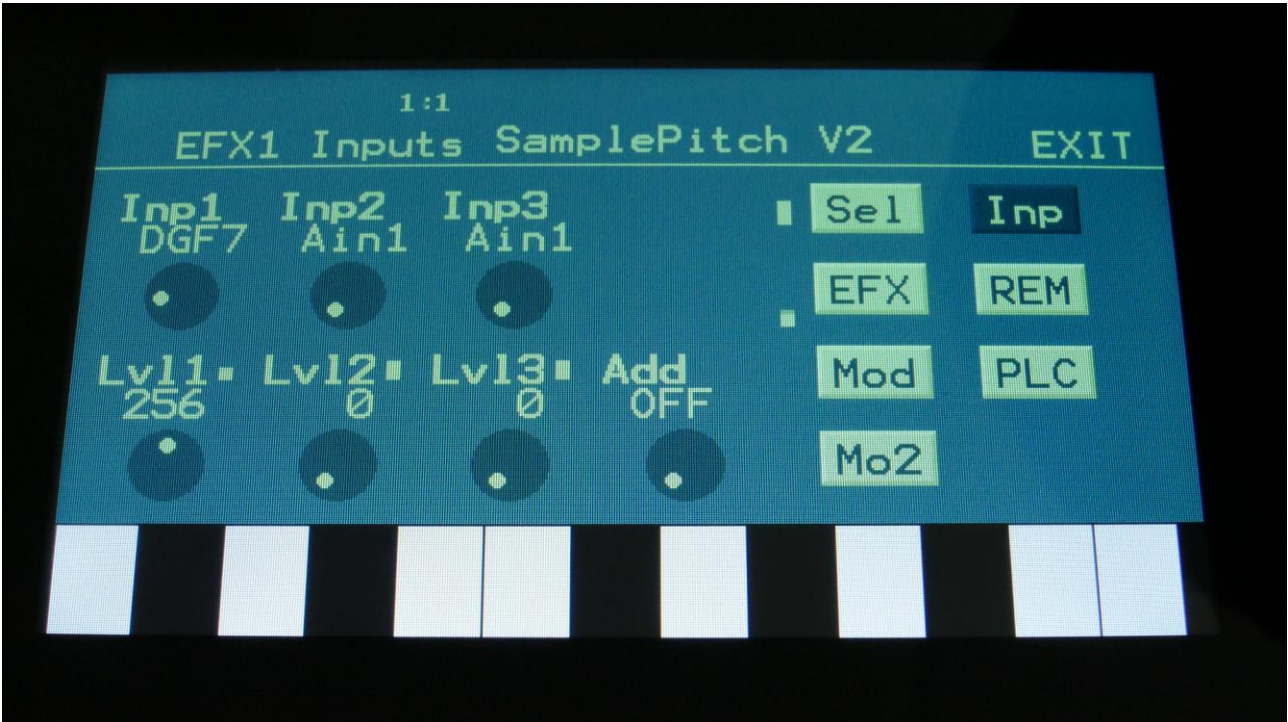 1:1
EFX1 Inputs SamplePitch V2 EXIT
Inp1 Inp2 Inp3 Sel Inp
DGF7 Ain1 Ain1
EFX REM
Lvl1 Lvl2 Lvl3 Add Mod PLC
256 0 0 OFF
Mo2